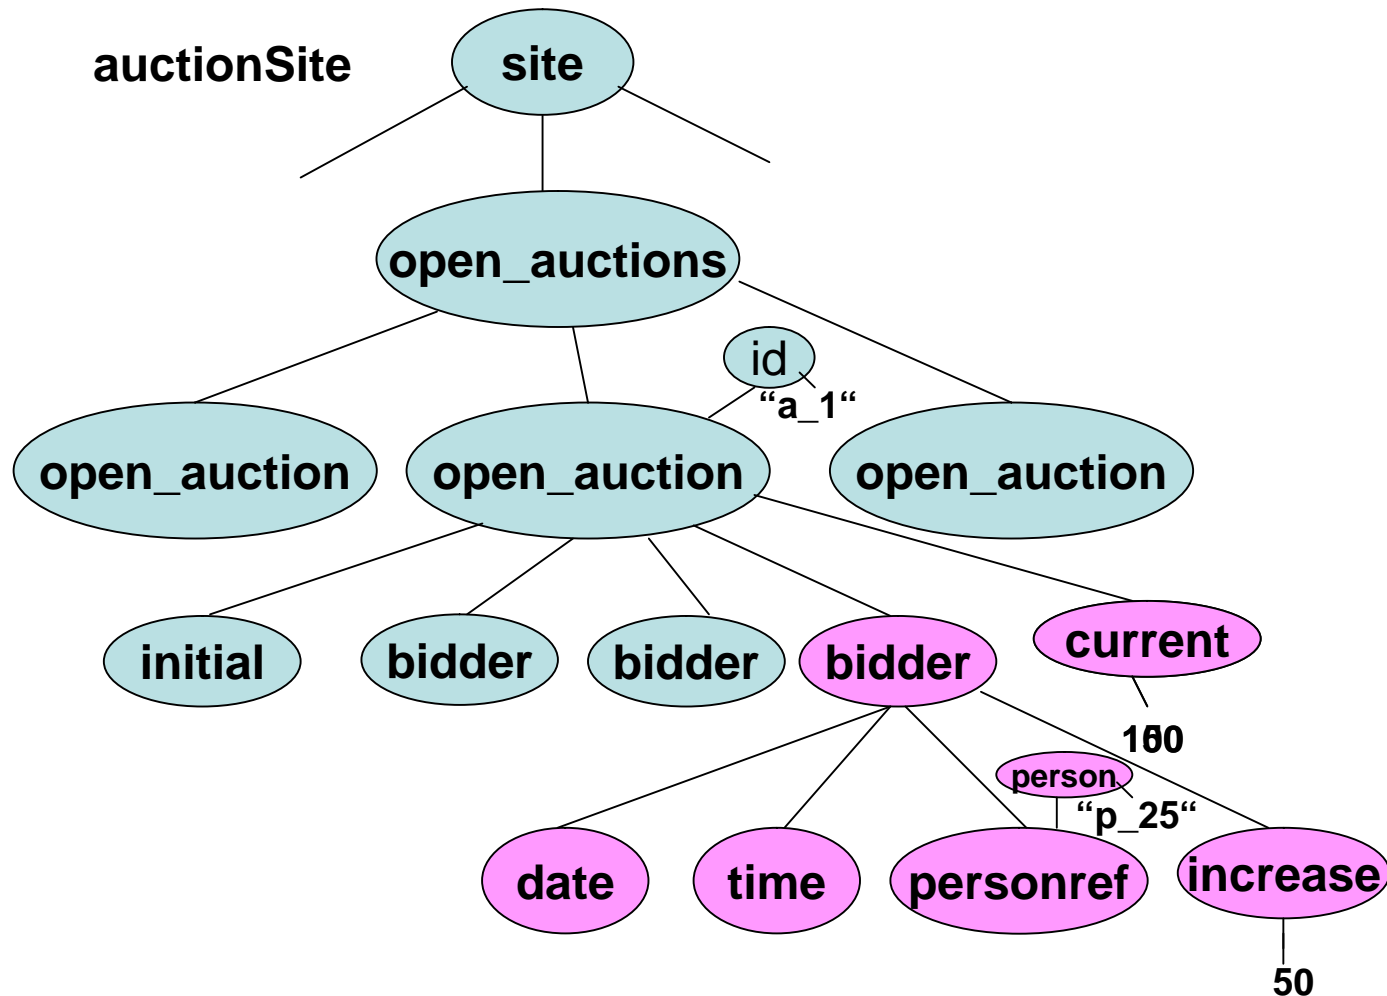 auctionSite
site
open_auctions
id
“a_1“
open_auction
open_auction
open_auction
initial
bidder
bidder
bidder
current
person
“p_25“
date
time
personref
increase
50